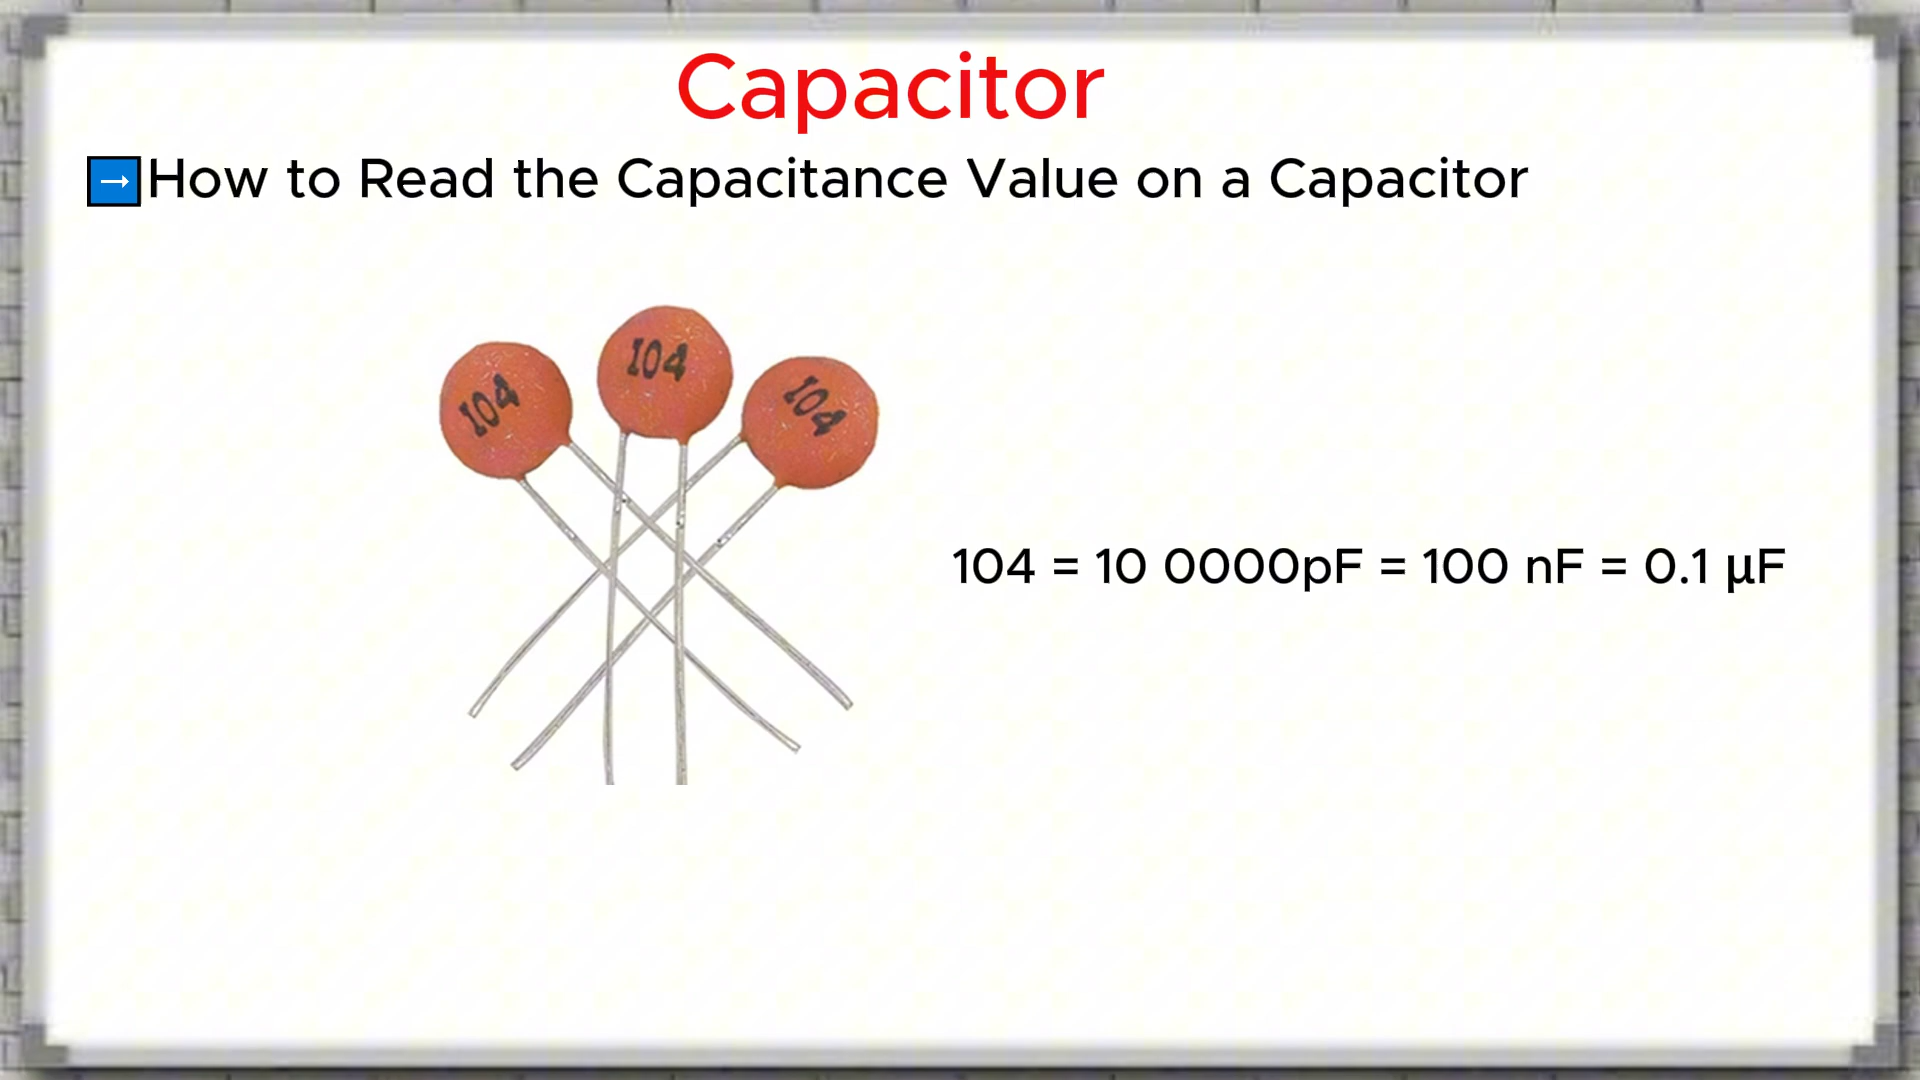 Capacitor
→ How to Read the Capacitance Value on a Capacitor
104
104
104
104 = 10 0000pF = 100 nF = 0.1 µF